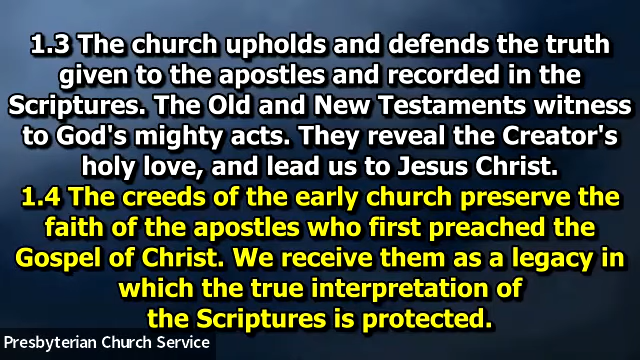 1.3 The church upholds and defends the truth
given to the apostles and recorded in the
Scriptures. The Old and New Testaments witness
to God's mighty acts. They reveal the Creator's
holy love, and lead us to Jesus Christ.
1.4 The creeds of the early church preserve the
faith of the apostles who first preached the
Gospel of Christ. We receive them as a legacy in
which the true interpretation of
the Scriptures is protected.
Presbyterian Church Service